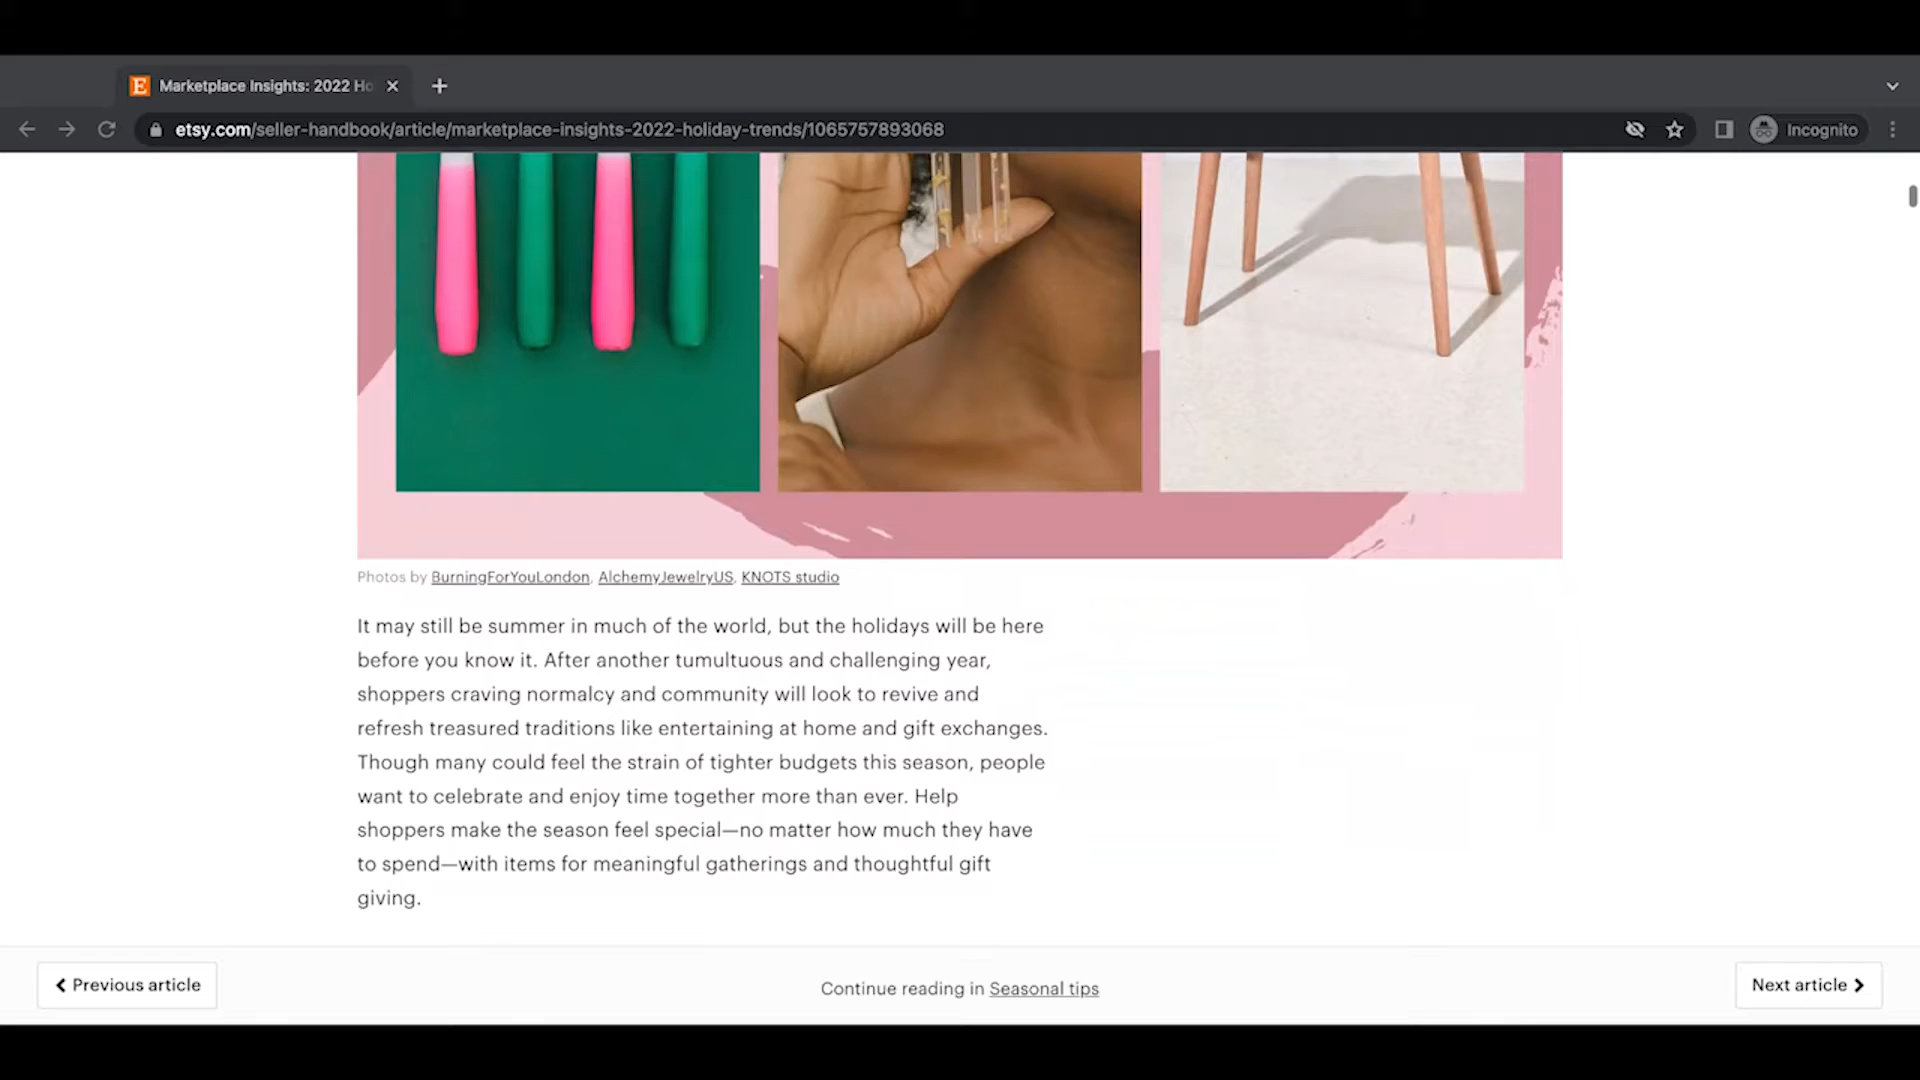 Marketplace Insights: 2022 Ho
etsy.com/seller-handbook/article/marketplace-insights-2022-holiday-trends/1065757893068
Incognito
Photos by BurningForYouLondon, AlchemyJewelryUS, KNOTS studio
It may still be summer in much of the world, but the holidays will be here
before you know it. After another tumultuous and challenging year,
shoppers craving normalcy and community will look to revive and
refresh treasured traditions like entertaining at home and gift exchanges.
Though many could feel the strain of tighter budgets this season, people
want to celebrate and enjoy time together more than ever. Help
shoppers make the season feel special—no matter how much they have
to spend—with items for meaningful gatherings and thoughtful gift
giving.
Previous article
Continue reading in Seasonal tips
Next article